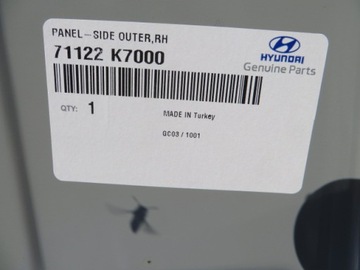 PANEL-SIDE OUTER,RH
71122 K7000
HYUNDAI
Genuine Parts
QTY: 1
MADE IN Turkey
GC03 / 1001